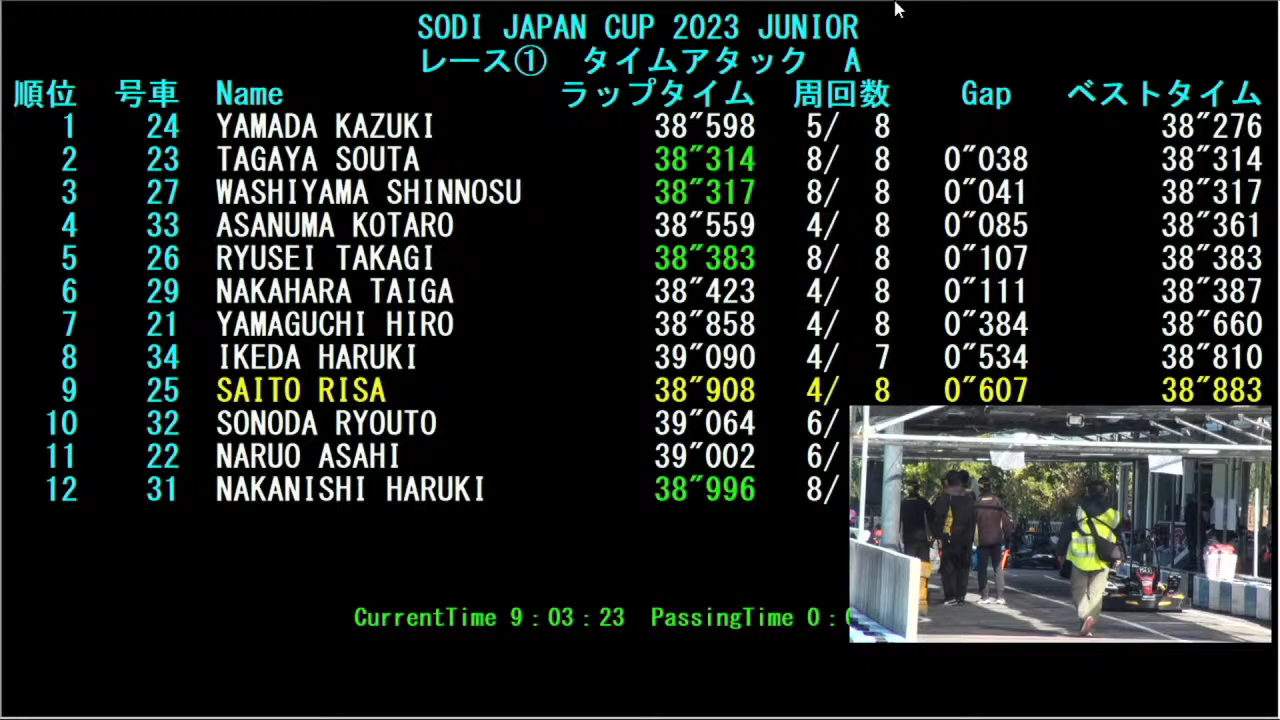 SODI JAPAN CUP 2023 JUNIOR
レース① タイムアタック A
順位 号車 Name ラップタイム 周回数 Gap ベストタイム
1 24 YAMADA KAZUKI 38"598 5/ 8 38"276
2 23 TAGAYA SOUTA 38"314 8/ 8 0"038 38"314
3 27 WASHIYAMA SHINNOSU 38"317 8/ 8 0"041 38"317
4 33 ASANUMA KOTARO 38"559 4/ 8 0"085 38"361
5 26 RYUSEI TAKAGI 38"383 8/ 8 0"107 38"383
6 29 NAKAHARA TAIGA 38"423 4/ 8 0"111 38"387
7 21 YAMAGUCHI HIRO 38"858 4/ 8 0"384 38"660
8 34 IKEDA HARUKI 39"090 4/ 7 0"534 38"810
9 25 SAITO RISA 38"908 4/ 8 0"607 38"883
10 32 SONODA RYOUTO 39"064 6/
11 22 NARUO ASAHI 39"002 6/
12 31 NAKANISHI HARUKI 38"996 8/
CurrentTime 9:03:23 PassingTime 0: